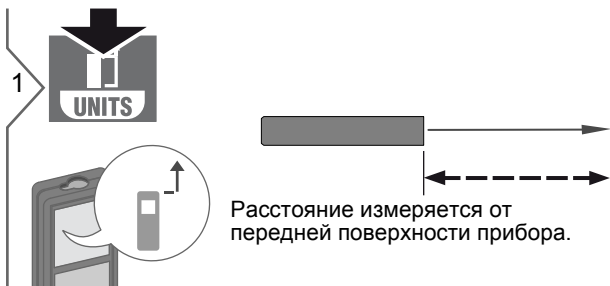 1
UNITS
Расстояние измеряется от
передней поверхности прибора.